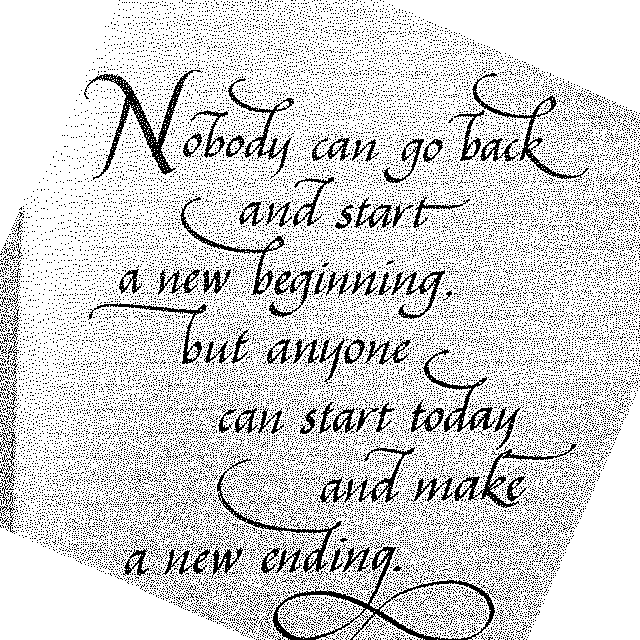 Nobody can go back
and start
a new beginning.
but anyone
can start today
and make
a new ending.